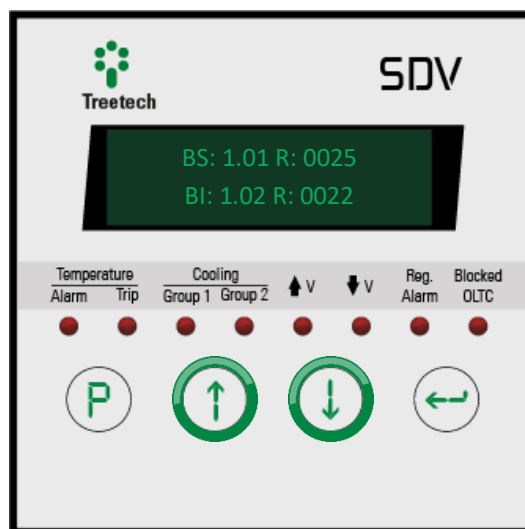 Treetech
SDV
BS: 1.01 R: 0025
BI: 1.02 R: 0022
Temperature
Alarm Trip
Cooling
Group 1 Group 2
V
V
Reg.
Alarm
Blocked
OLTC
P